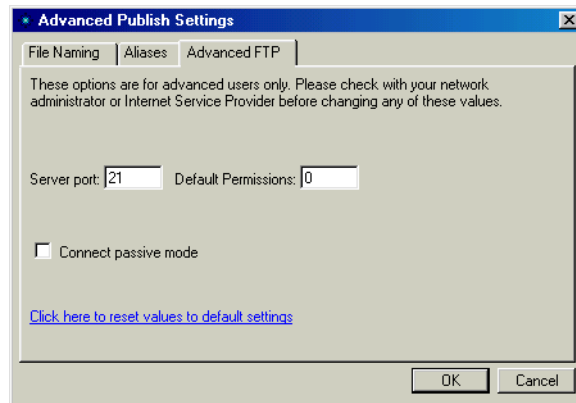 Advanced Publish Settings
File Naming Aliases Advanced FTP
These options are for advanced users only. Please check with your network
administrator or Internet Service Provider before changing any of these values.
Server port: 21 Default Permissions: 0
Connect passive mode
Click here to reset values to default settings
OK Cancel